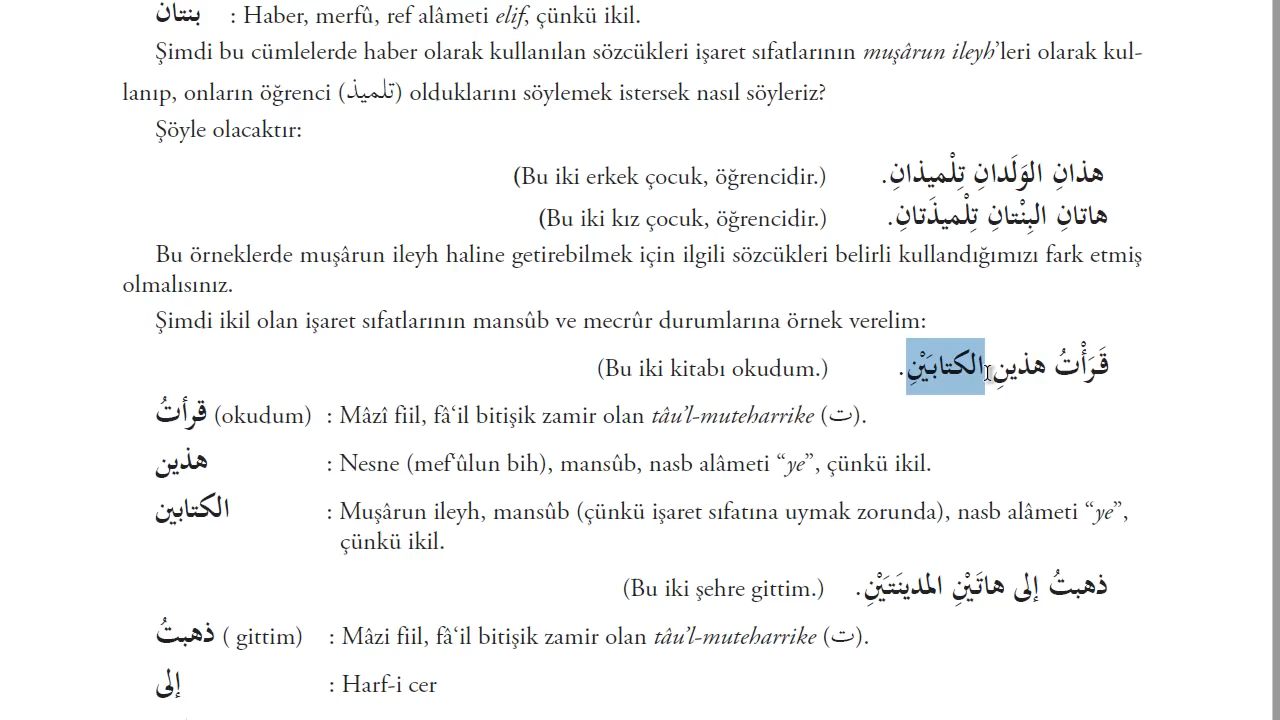 بنتان : Haber, merfû, ref alâmeti elif, çünkü ikil.
Şimdi bu cümlelerde haber olarak kullanılan sözcükleri işaret sıfatlarının muşârun ileyh’leri olarak kul-
lanıp, onların öğrenci (تلميذ) olduklarını söylemek istersek nasıl söyleriz?
Şöyle olacaktır:
(Bu iki erkek çocuk, öğrencidir.) هذانِ الوَلَدانِ تِلْميذانِ.
(Bu iki kız çocuk, öğrencidir.) هاتانِ البِنْتانِ تِلْميذَتانِ.
Bu örneklerde muşârun ileyh haline getirebilmek için ilgili sözcükleri belirli kullandığımızı fark etmiş
olmalısınız.
Şimdi ikil olan işaret sıfatlarının mansûb ve mecrûr durumlarına örnek verelim:
(Bu iki kitabı okudum.) قَرَأْتُ هذينِ الكتابَيْنِ.
قرأتُ (okudum) : Mâzî fiil, fâ‘il bitişik zamir olan tâu’l-muteharrike (ت).
هذين : Nesne (mef‘ûlun bih), mansûb, nasb alâmeti “ye”, çünkü ikil.
الكتابين : Muşârun ileyh, mansûb (çünkü işaret sıfatına uymak zorunda), nasb alâmeti “ye”,
çünkü ikil.
(Bu iki şehre gittim.) ذهبتُ إلى هاتَيْنِ المدينَتَيْنِ.
ذهبتُ ( gittim) : Mâzi fiil, fâ‘il bitişik zamir olan tâu’l-muteharrike (ت).
إلى : Harf-i cer